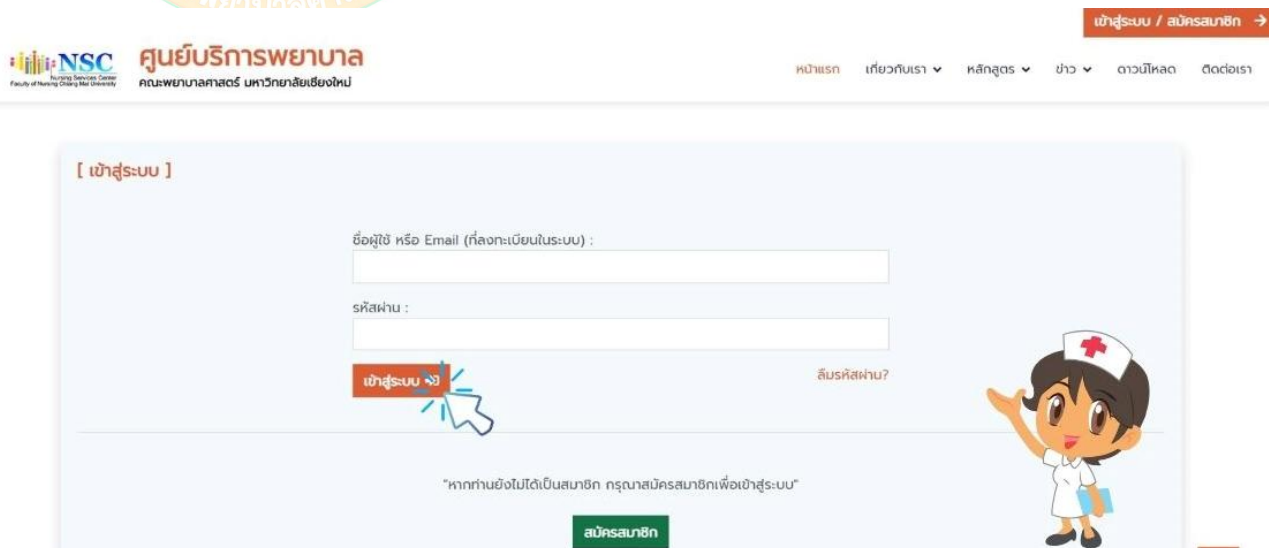 เข้าสู่ระบบ / สมัครสมาชิก →
NSC
Nursing Services Center
Faculty of Nursing Chiang Mai University
ศูนย์บริการพยาบาล
คณะพยาบาลศาสตร์ มหาวิทยาลัยเชียงใหม่
หน้าแรก เกี่ยวกับเรา หลักสูตร ข่าว ดาวน์โหลด ติดต่อเรา
[ เข้าสู่ระบบ ]
ชื่อผู้ใช้ หรือ Email (ที่ลงทะเบียนในระบบ) :
รหัสผ่าน :
เข้าสู่ระบบ
ลืมรหัสผ่าน?
"หากท่านยังไม่ได้เป็นสมาชิก กรุณาสมัครสมาชิกเพื่อเข้าสู่ระบบ"
สมัครสมาชิก